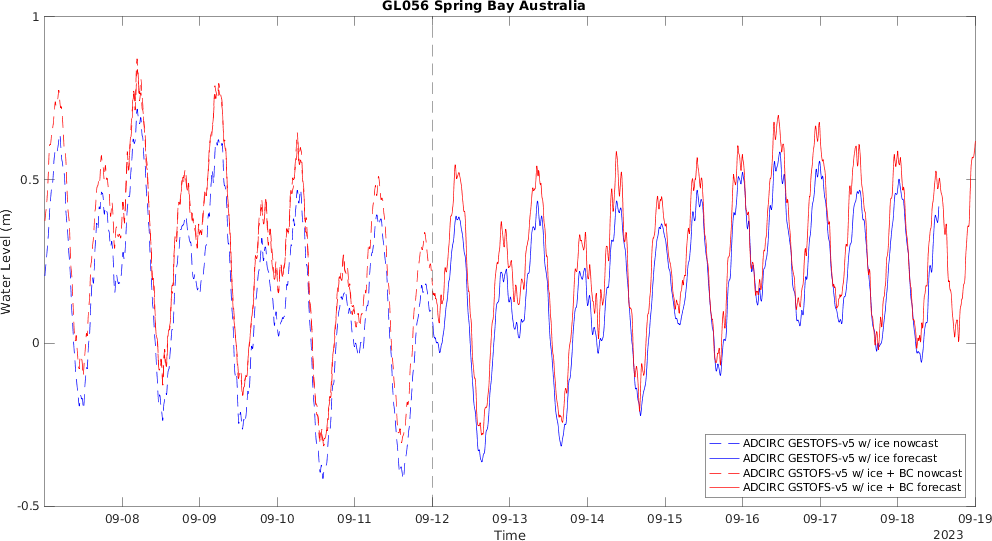 GL056 Spring Bay Australia
1
0.5
0
-0.5
Water Level (m)
09-08
09-09
09-10
09-11
09-12
09-13
09-14
09-15
09-16
09-17
09-18
09-19
Time
2023
ADCIRC GESTOFS-v5 w/ ice nowcast
ADCIRC GESTOFS-v5 w/ ice forecast
ADCIRC GSTOFS-v5 w/ ice + BC nowcast
ADCIRC GSTOFS-v5 w/ ice + BC forecast